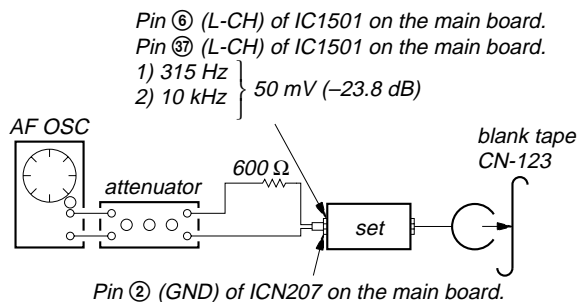 Pin ⑥ (L-CH) of IC1501 on the main board.
Pin ㊲ (L-CH) of IC1501 on the main board.
1) 315 Hz
2) 10 kHz
50 mV (–23.8 dB)
AF OSC
attenuator
600 Ω
set
blank tape
CN-123
Pin ② (GND) of ICN207 on the main board.